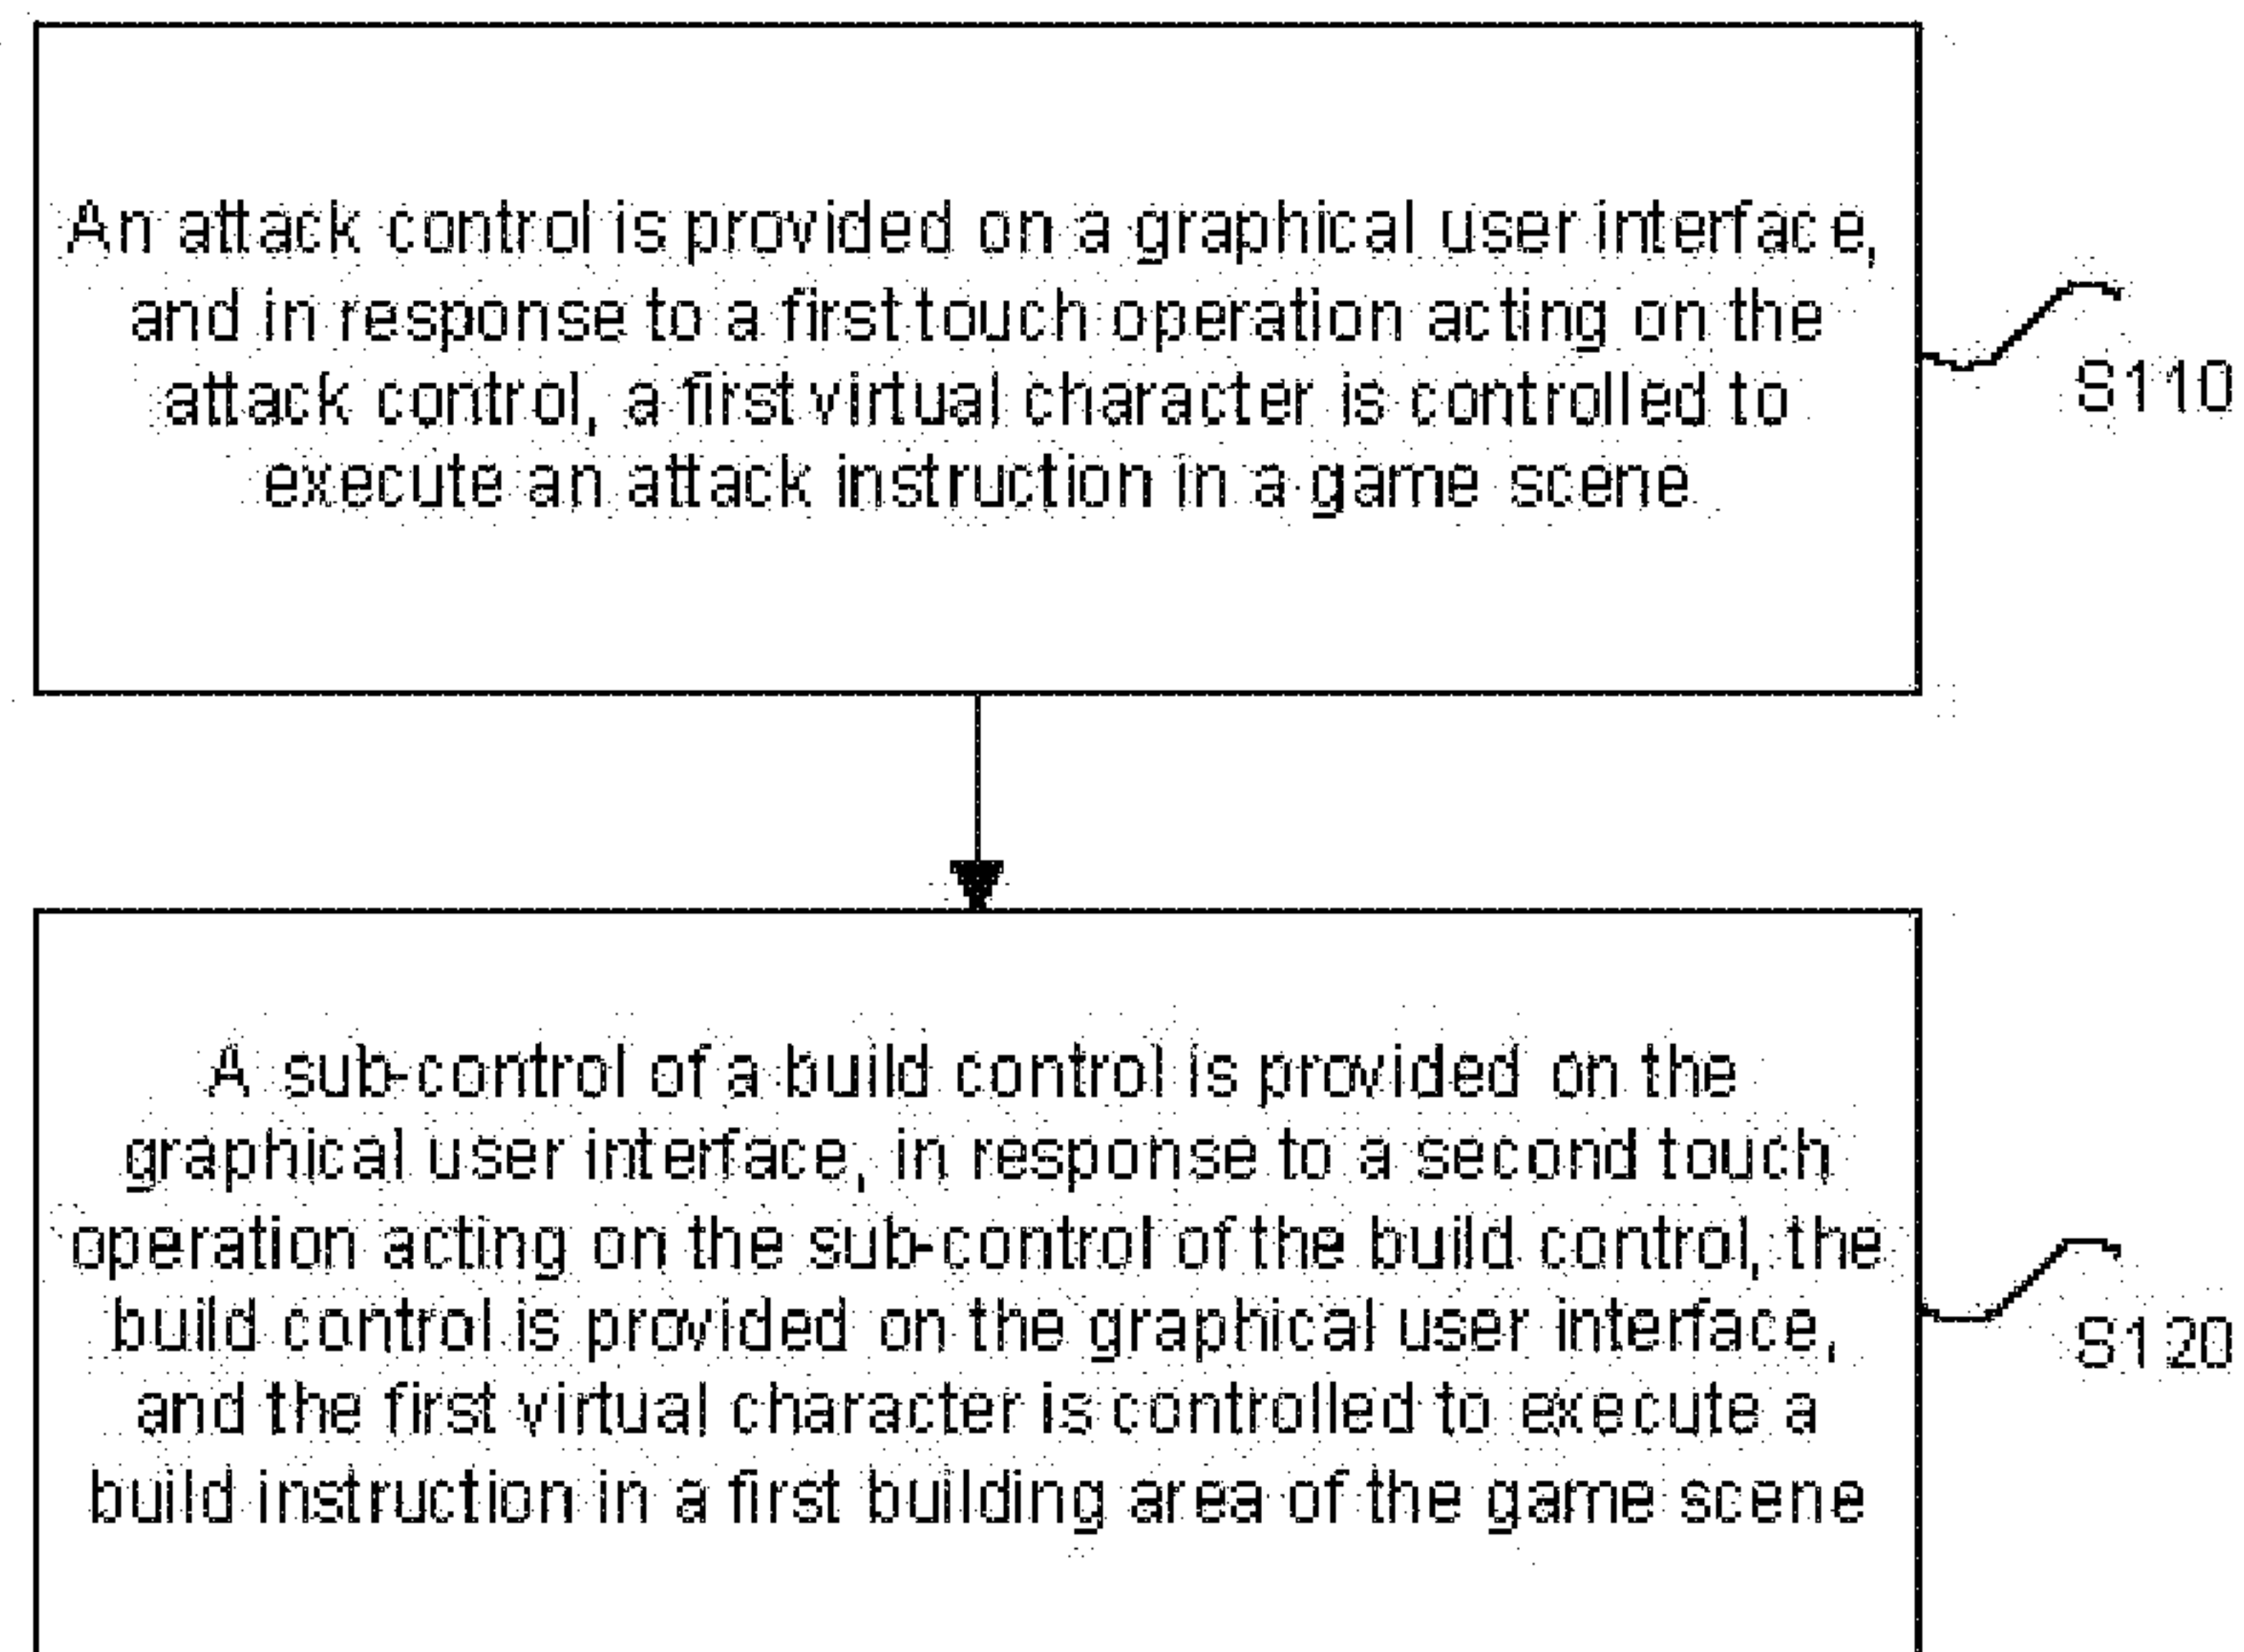 An attack control is provided on a graphical user interface,
and in response to a first touch operation acting on the
attack control, a first virtual character is controlled to
execute an attack instruction in a game scene
S110
A sub-control of a build control is provided on the
graphical user interface, in response to a second touch
operation acting on the sub-control of the build control, the
build control is provided on the graphical user interface,
and the first virtual character is controlled to execute a
build instruction in a first building area of the game scene
S120